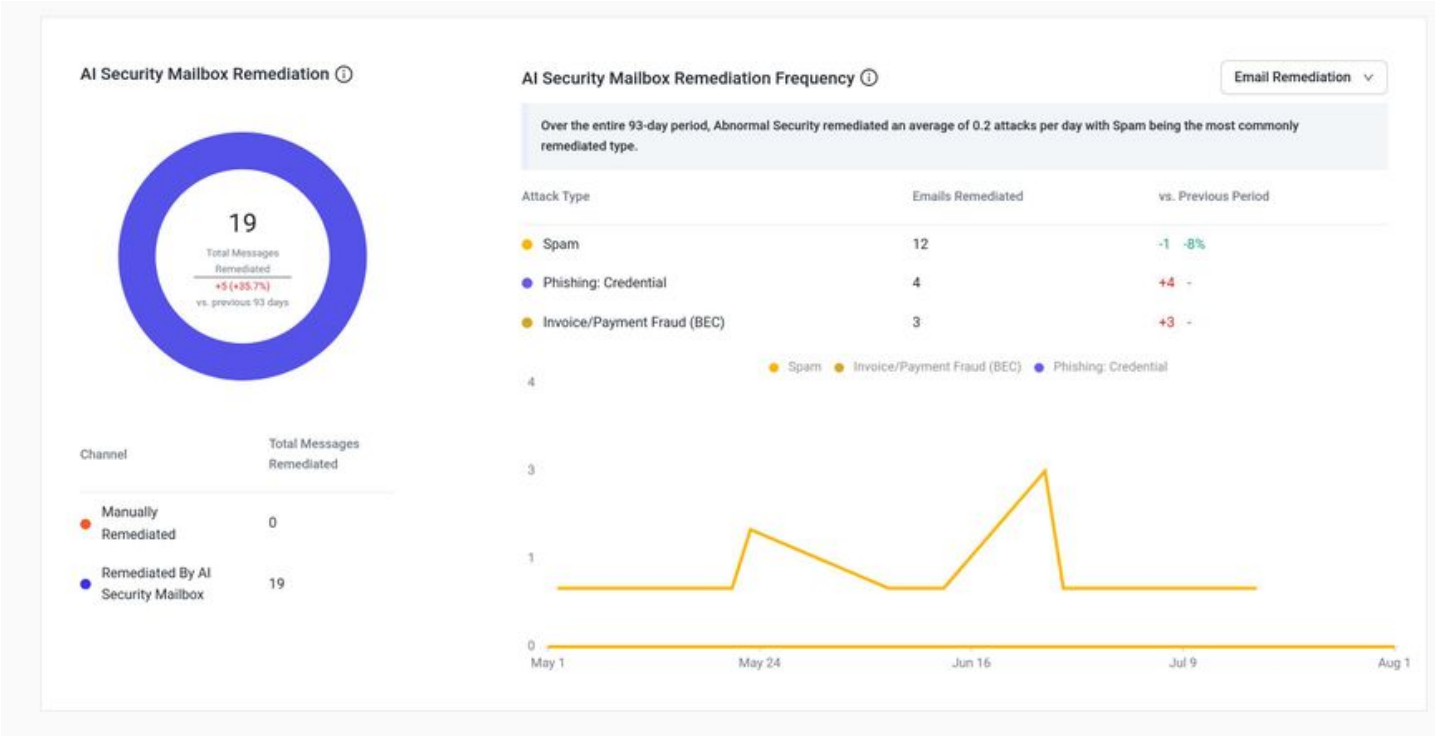 AI Security Mailbox Remediation
19
Total Messages
Remediated
+5 (+35.7%)
vs. previous 93 days
Channel
Total Messages
Remediated
Manually
Remediated
0
Remediated By AI
Security Mailbox
19
AI Security Mailbox Remediation Frequency
Email Remediation
Over the entire 93-day period, Abnormal Security remediated an average of 0.2 attacks per day with Spam being the most commonly
remediated type.
Attack Type Emails Remediated vs. Previous Period
Spam 12 -1 -8%
Phishing: Credential 4 +4 -
Invoice/Payment Fraud (BEC) 3 +3 -
Spam Invoice/Payment Fraud (BEC) Phishing: Credential
4
3
1
0
May 1 May 24 Jun 16 Jul 9 Aug 1